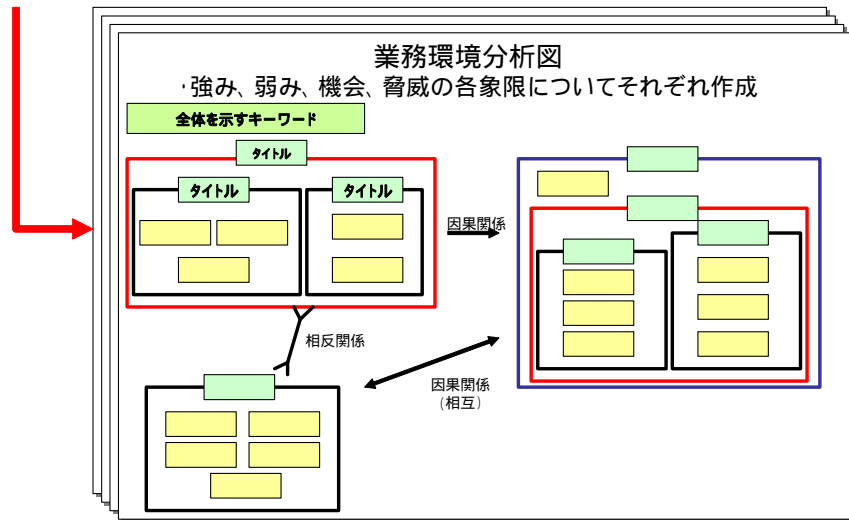 業務環境分析図
・強み、弱み、機会、脅威の各象限についてそれぞれ作成
全体を示すキーワード
タイトル
タイトル
タイトル
因果関係
相反関係
因果関係
(相互)